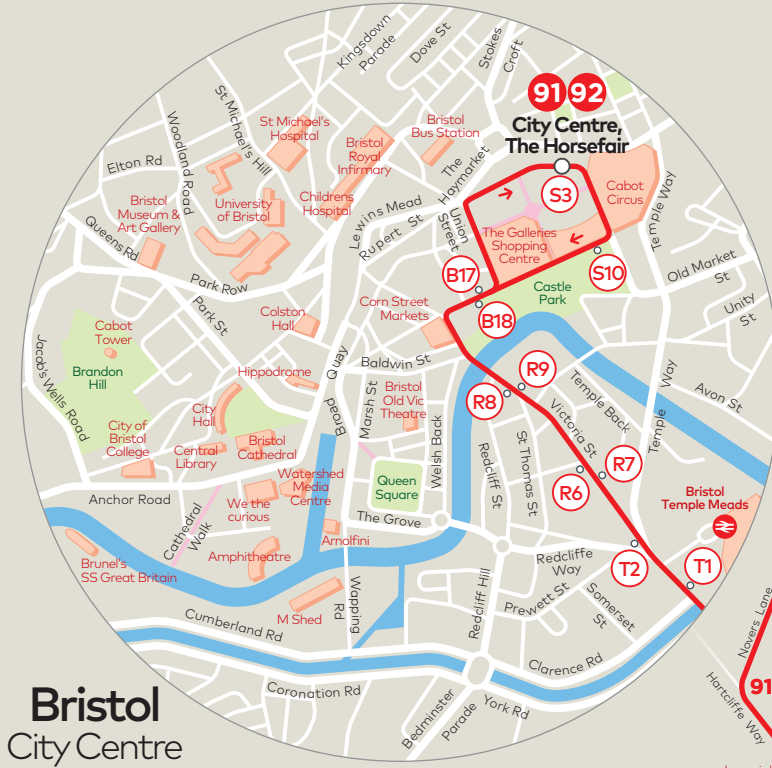 Kingsdown
Parade
Dove St
Stokes
Croft
91 92
City Centre,
The Horsefair
St Michael's
Hospital
Bristol
Bus Station
St Michael's Hill
Woodland Road
Elton Rd
Bristol
Royal
Infirmary
The
Haymarket
S3
Cabot
Circus
Temple Way
Bristol
Museum &
Art Gallery
University
of Bristol
Childrens
Hospital
Lewins Mead
Rupert St
Union
Street
The Galleries
Shopping
Centre
Queens Rd
Park Row
B17
Castle
Park
S10
Old Market
St
Unity
St
Park St
Colston
Hall
Corn Street
Markets
B18
Cabot
Tower
Brandon
Hill
Jacob's Wells Road
Hippodrome
Broad
Quay
Baldwin St
Marsh St
Bristol
Old Vic
Theatre
R8
R9
Temple Back
Temple
Way
Avon St
City
Hall
City of
Bristol
College
Central
Library
Bristol
Cathedral
Welsh Back
Redcliff St
St Thomas St
Victoria St
R7
R6
Watershed
Media
Centre
Queen
Square
Anchor Road
We the
curious
Cathedral
Walk
The Grove
Arnolfini
Bristol
Temple Meads
Brunel's
SS Great Britain
Amphitheatre
Redcliffe
Way
T2
T1
M Shed
Wapping
Rd
Redcliff Hill
Prewett St
Somerset
St
Cumberland Rd
Clarence Rd
Coronation Rd
Bedminster
Parade
York Rd
Novers Lane
91
Hartcliffe Way
Bristol
City Centre